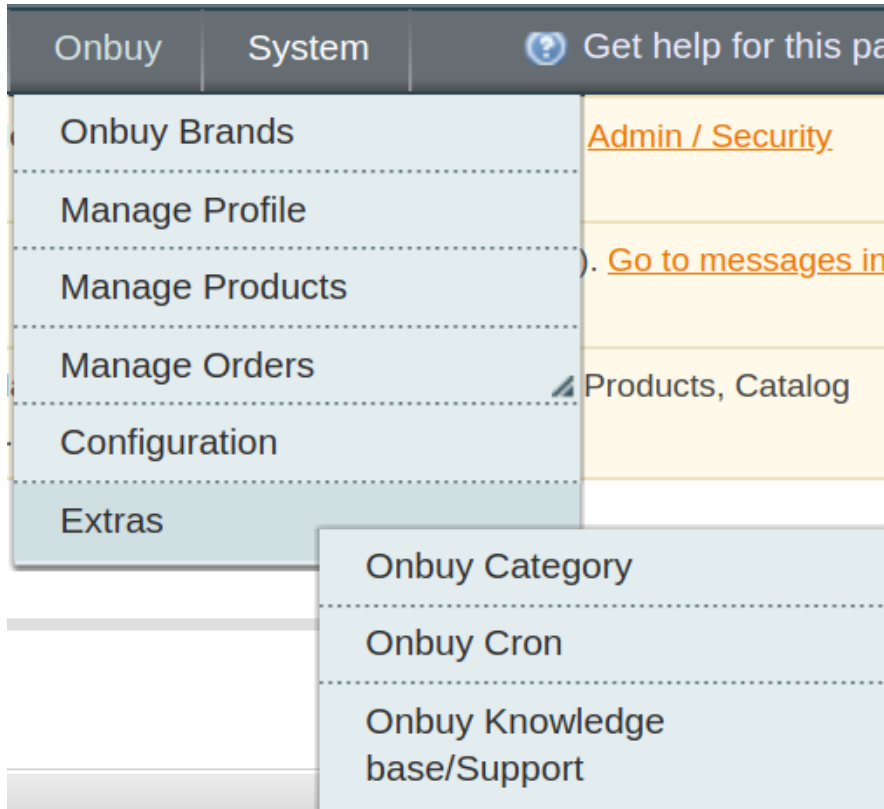 Onbuy System Get help for this
Onbuy Brands
Admin / Security
Manage Profile
). Go to messages in
Manage Products
Manage Orders
Products, Catalog
Configuration
Extras
Onbuy Category
Onbuy Cron
Onbuy Knowledge
base/Support